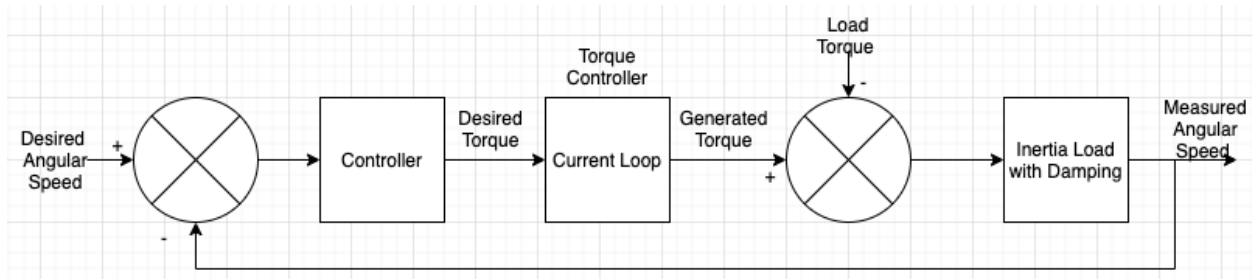 Desired
Angular
Speed
+
-
Controller
Desired
Torque
Torque
Controller
Current Loop
Generated
Torque
+
Load
Torque
-
Inertia Load
with Damping
Measured
Angular
Speed